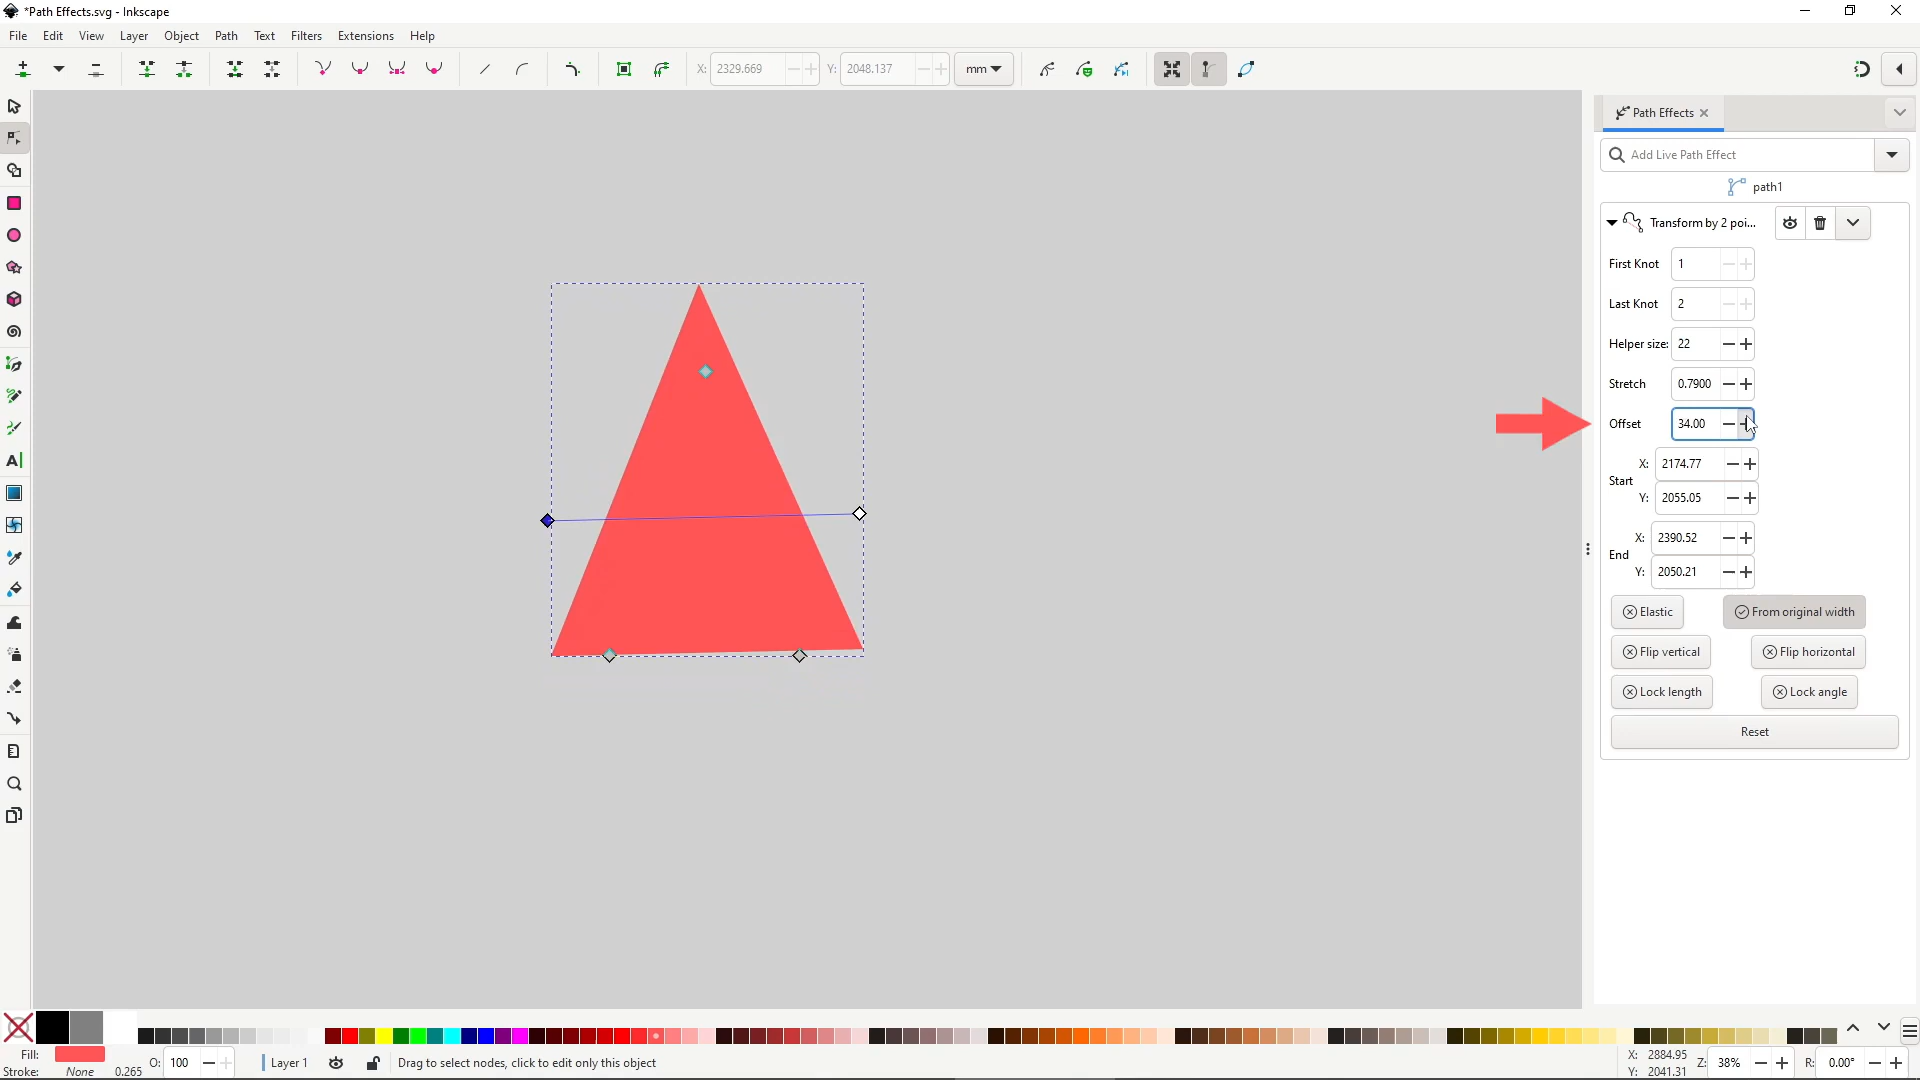 *Path Effects.svg - Inkscape
File Edit View Layer Object Path Text Filters Extensions Help
X: 2329.669 Y: 2048.137 mm
Path Effects
Add Live Path Effect
path1
Transform by 2 poi...
First Knot 1
Last Knot 2
Helper size: 22
Stretch 0.7900
Offset 34.00
Start X: 2174.77
Y: 2055.05
End X: 2390.52
Y: 2050.21
Elastic From original width
Flip vertical Flip horizontal
Lock length Lock angle
Reset
Fill: O: 100 Layer 1 Drag to select nodes, click to edit only this object X: 2884.95 Z: 38% R: 0.00°
Stroke: None 0.265 Y: 2041.31